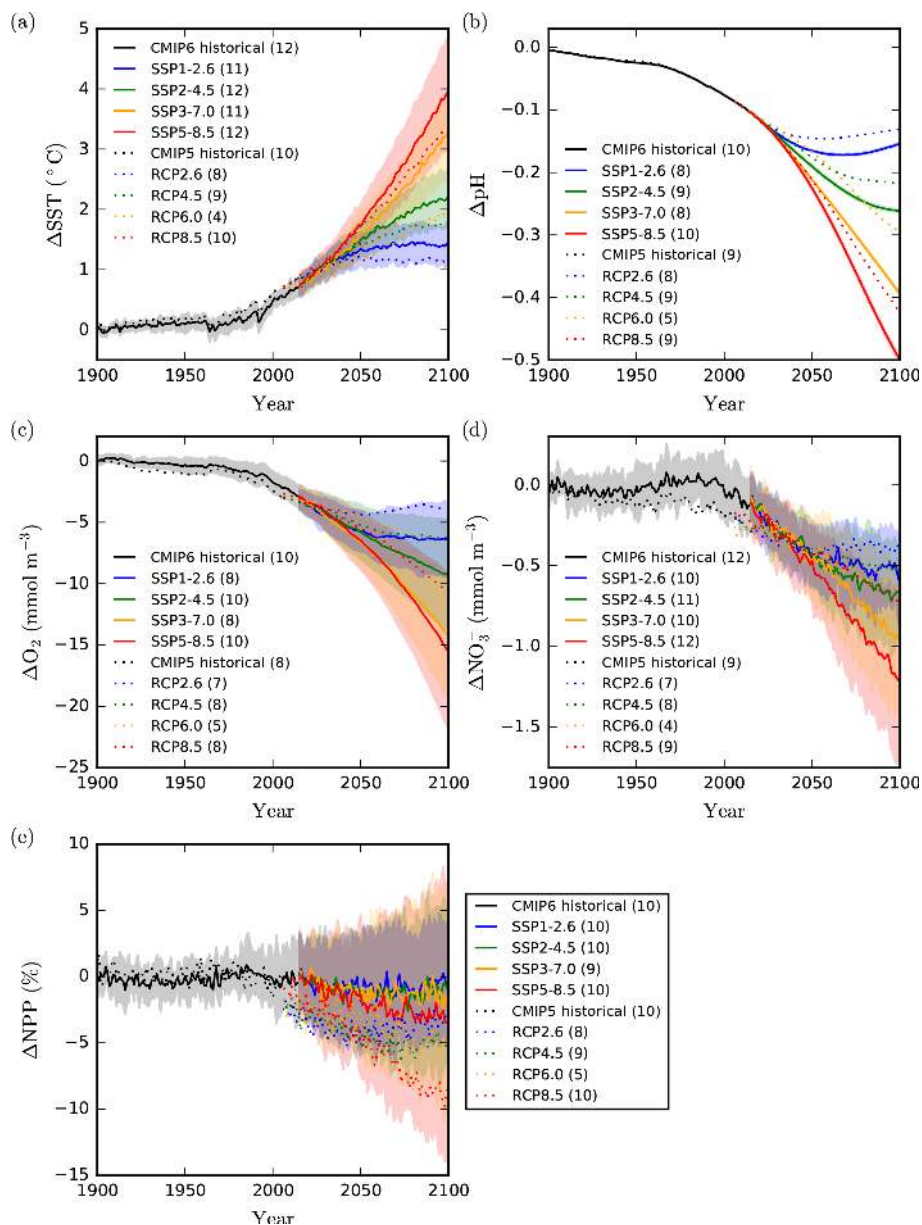 (a)
5
4
3
2
1
0
ΔSST (°C)
CMIP6 historical (12)
SSP1-2.6 (11)
SSP2-4.5 (12)
SSP3-7.0 (11)
SSP5-8.5 (12)
CMIP5 historical (10)
RCP2.6 (8)
RCP4.5 (9)
RCP6.0 (4)
RCP8.5 (10)
1900 1950 2000 2050 2100
Year
(b)
0.0
−0.1
−0.2
−0.3
−0.4
−0.5
ΔpH
CMIP6 historical (10)
SSP1-2.6 (8)
SSP2-4.5 (9)
SSP3-7.0 (8)
SSP5-8.5 (10)
CMIP5 historical (9)
RCP2.6 (8)
RCP4.5 (9)
RCP6.0 (5)
RCP8.5 (9)
1900 1950 2000 2050 2100
Year
(c)
0
−5
−10
−15
−20
−25
ΔO₂ (mmol m⁻³)
CMIP6 historical (10)
SSP1-2.6 (8)
SSP2-4.5 (10)
SSP3-7.0 (8)
SSP5-8.5 (10)
CMIP5 historical (8)
RCP2.6 (7)
RCP4.5 (8)
RCP6.0 (5)
RCP8.5 (8)
1900 1950 2000 2050 2100
Year
(d)
0.0
−0.5
−1.0
−1.5
ΔNO₃⁻ (mmol m⁻³)
CMIP6 historical (12)
SSP1-2.6 (10)
SSP2-4.5 (11)
SSP3-7.0 (10)
SSP5-8.5 (12)
CMIP5 historical (9)
RCP2.6 (7)
RCP4.5 (8)
RCP6.0 (4)
RCP8.5 (9)
1900 1950 2000 2050 2100
Year
(e)
10
5
0
−5
−10
−15
ΔNPP (%)
1900 1950 2000 2050 2100
Year
CMIP6 historical (10)
SSP1-2.6 (10)
SSP2-4.5 (10)
SSP3-7.0 (9)
SSP5-8.5 (10)
CMIP5 historical (10)
RCP2.6 (8)
RCP4.5 (9)
RCP6.0 (5)
RCP8.5 (10)